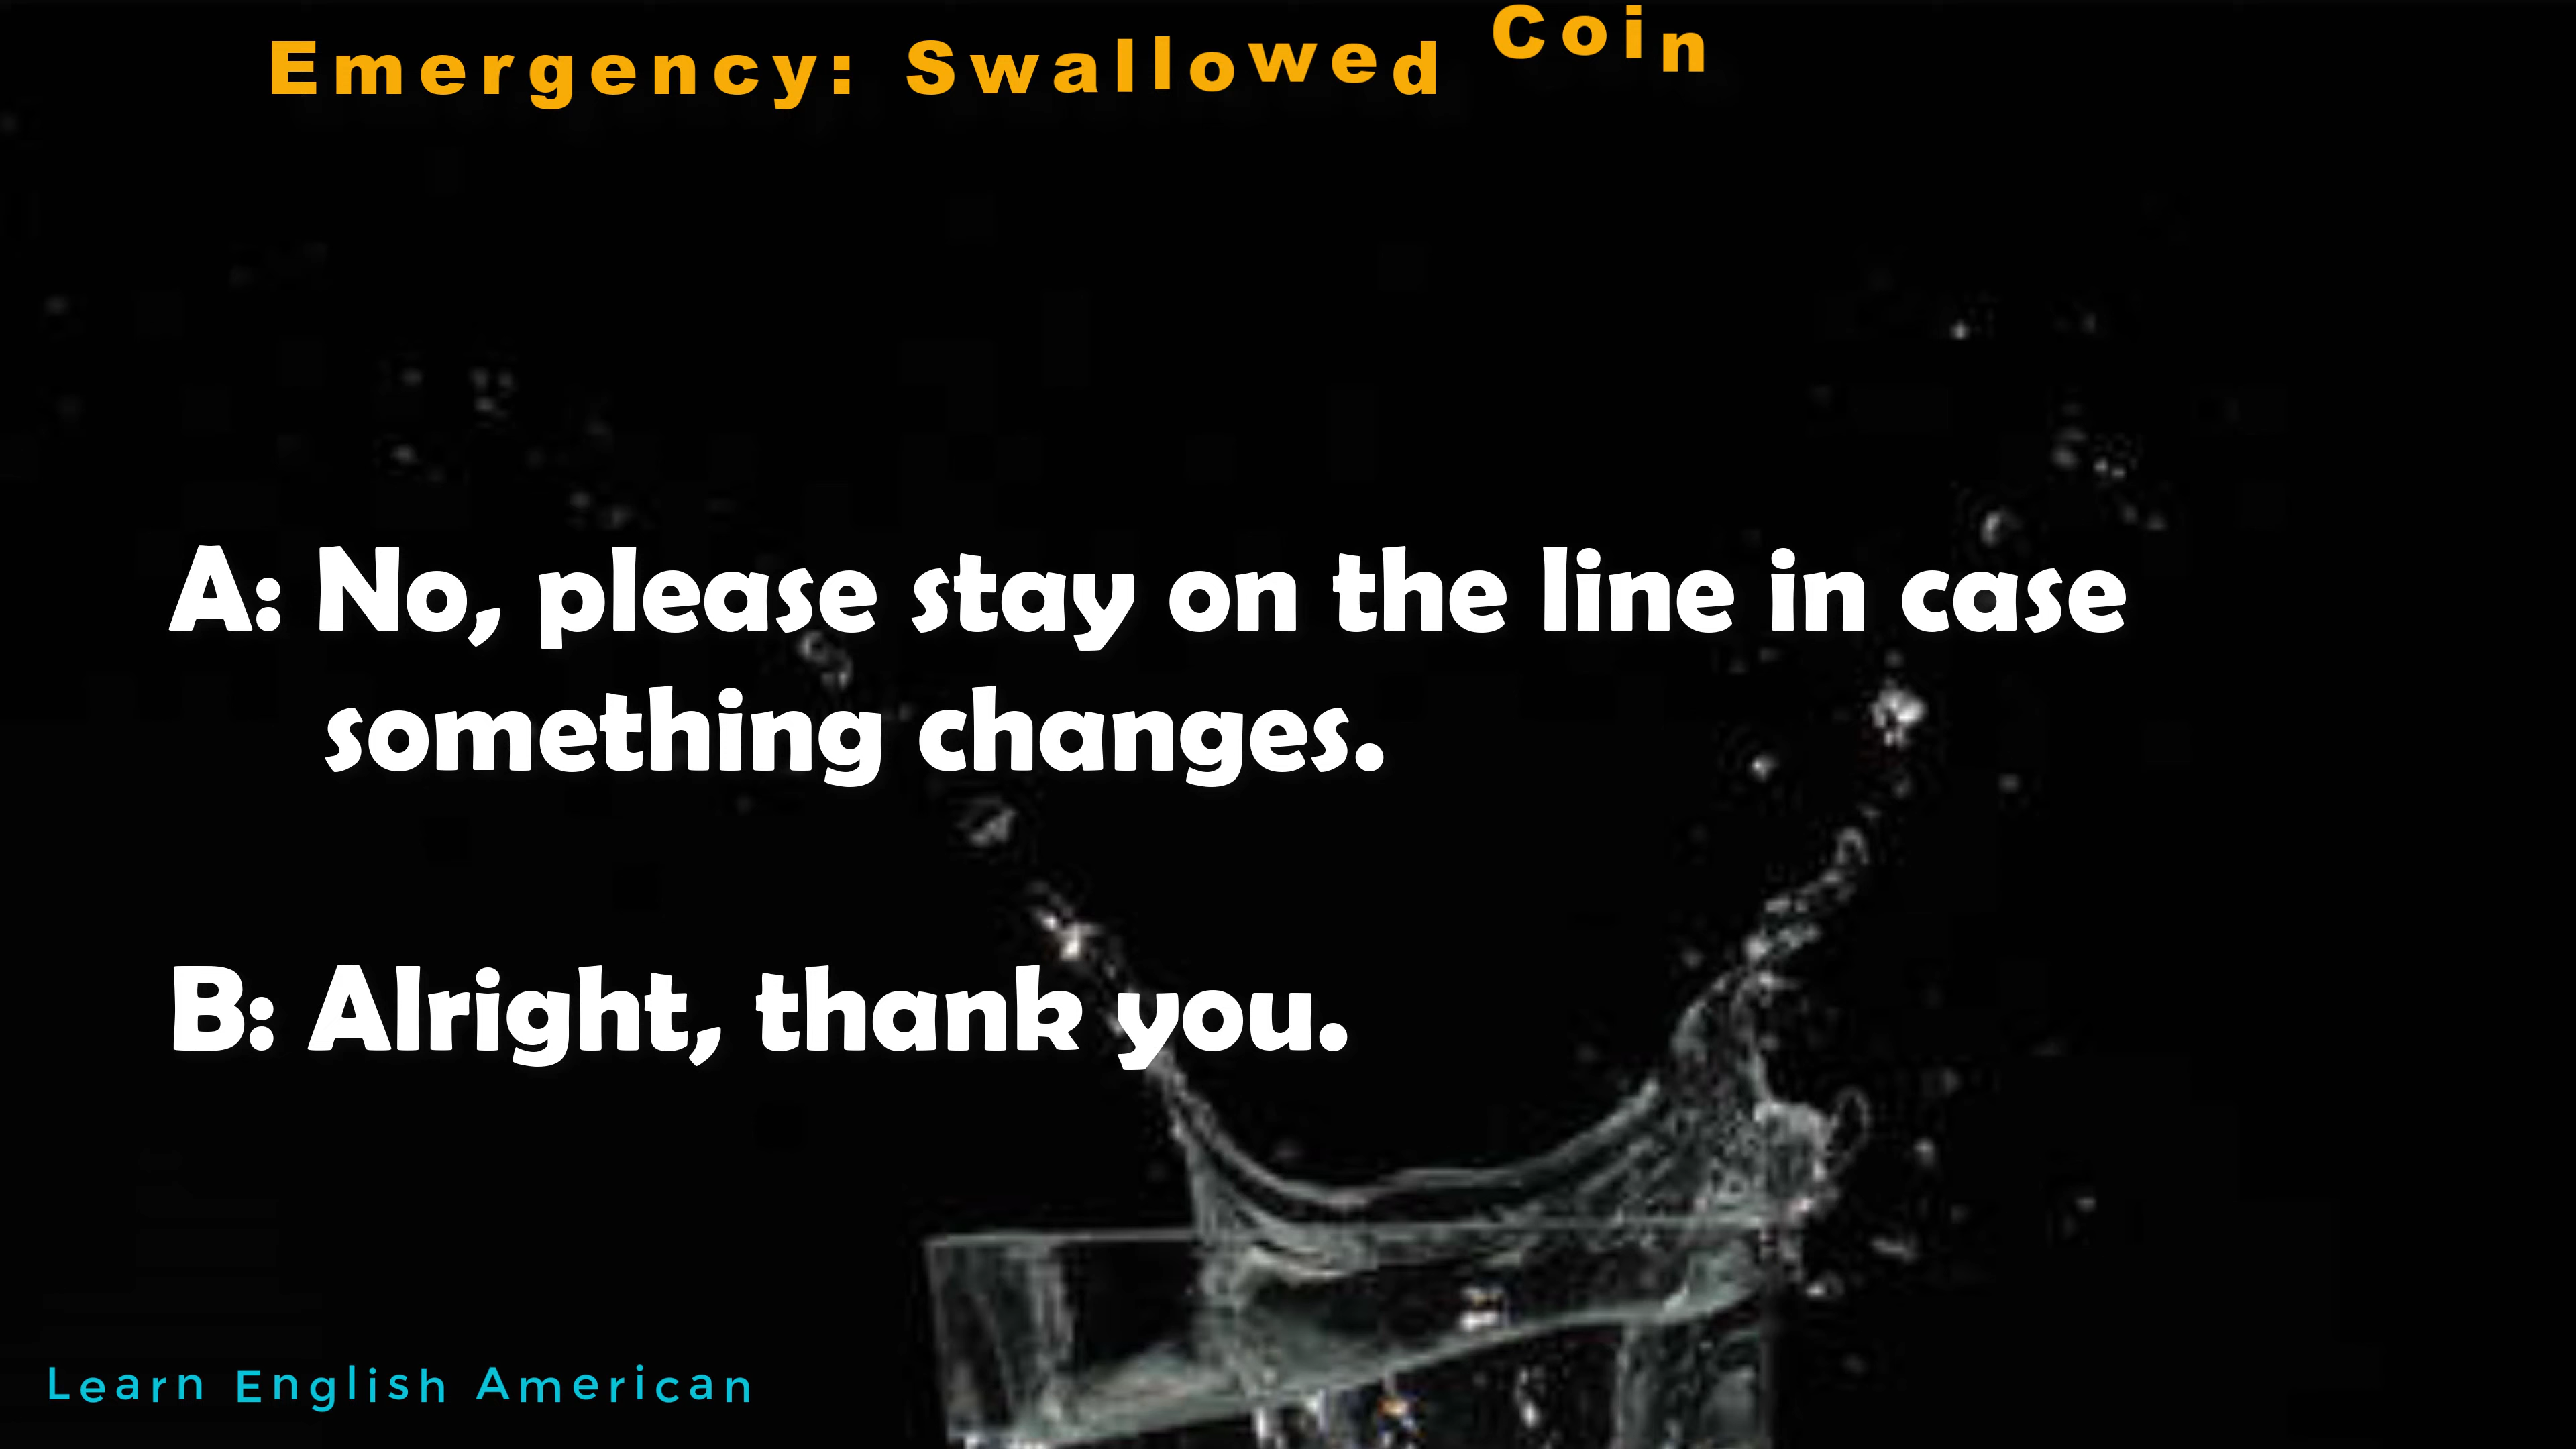 Emergency: Swallowed Coin
A: No, please stay on the line in case
something changes.
B: Alright, thank you.
Learn English American